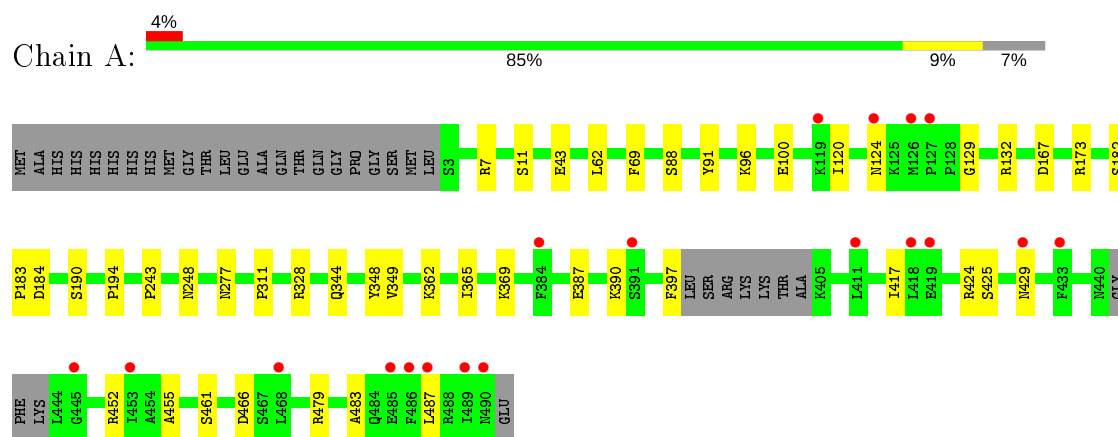 4%
Chain A:
85% 9% 7%
MET ALA HIS HIS HIS HIS HIS HIS MET GLY THR LEU GLU ALA GLN THR GLN GLY PRO GLY SER MET LEU S3 R7 S11 E43 L62 F69 S88 Y91 K96 E100 K119 I120 N124 K125 M126 P127 P128 G129 R132 D167 R173 S182
P183 D184 S190 P194 P243 N248 N277 P311 R328 Q344 Y348 V349 K362 I365 K369 F384 E387 K390 S391 F397 LEU SER ARG LYS LYS THR ALA K405 L411 I417 L418 E419 R424 S425 N429 F433 N440 GLY
PHE LYS L444 G445 R452 I453 A454 A455 S461 D466 S467 L468 R479 A483 Q484 E485 F486 L487 R488 I489 N490 GLU